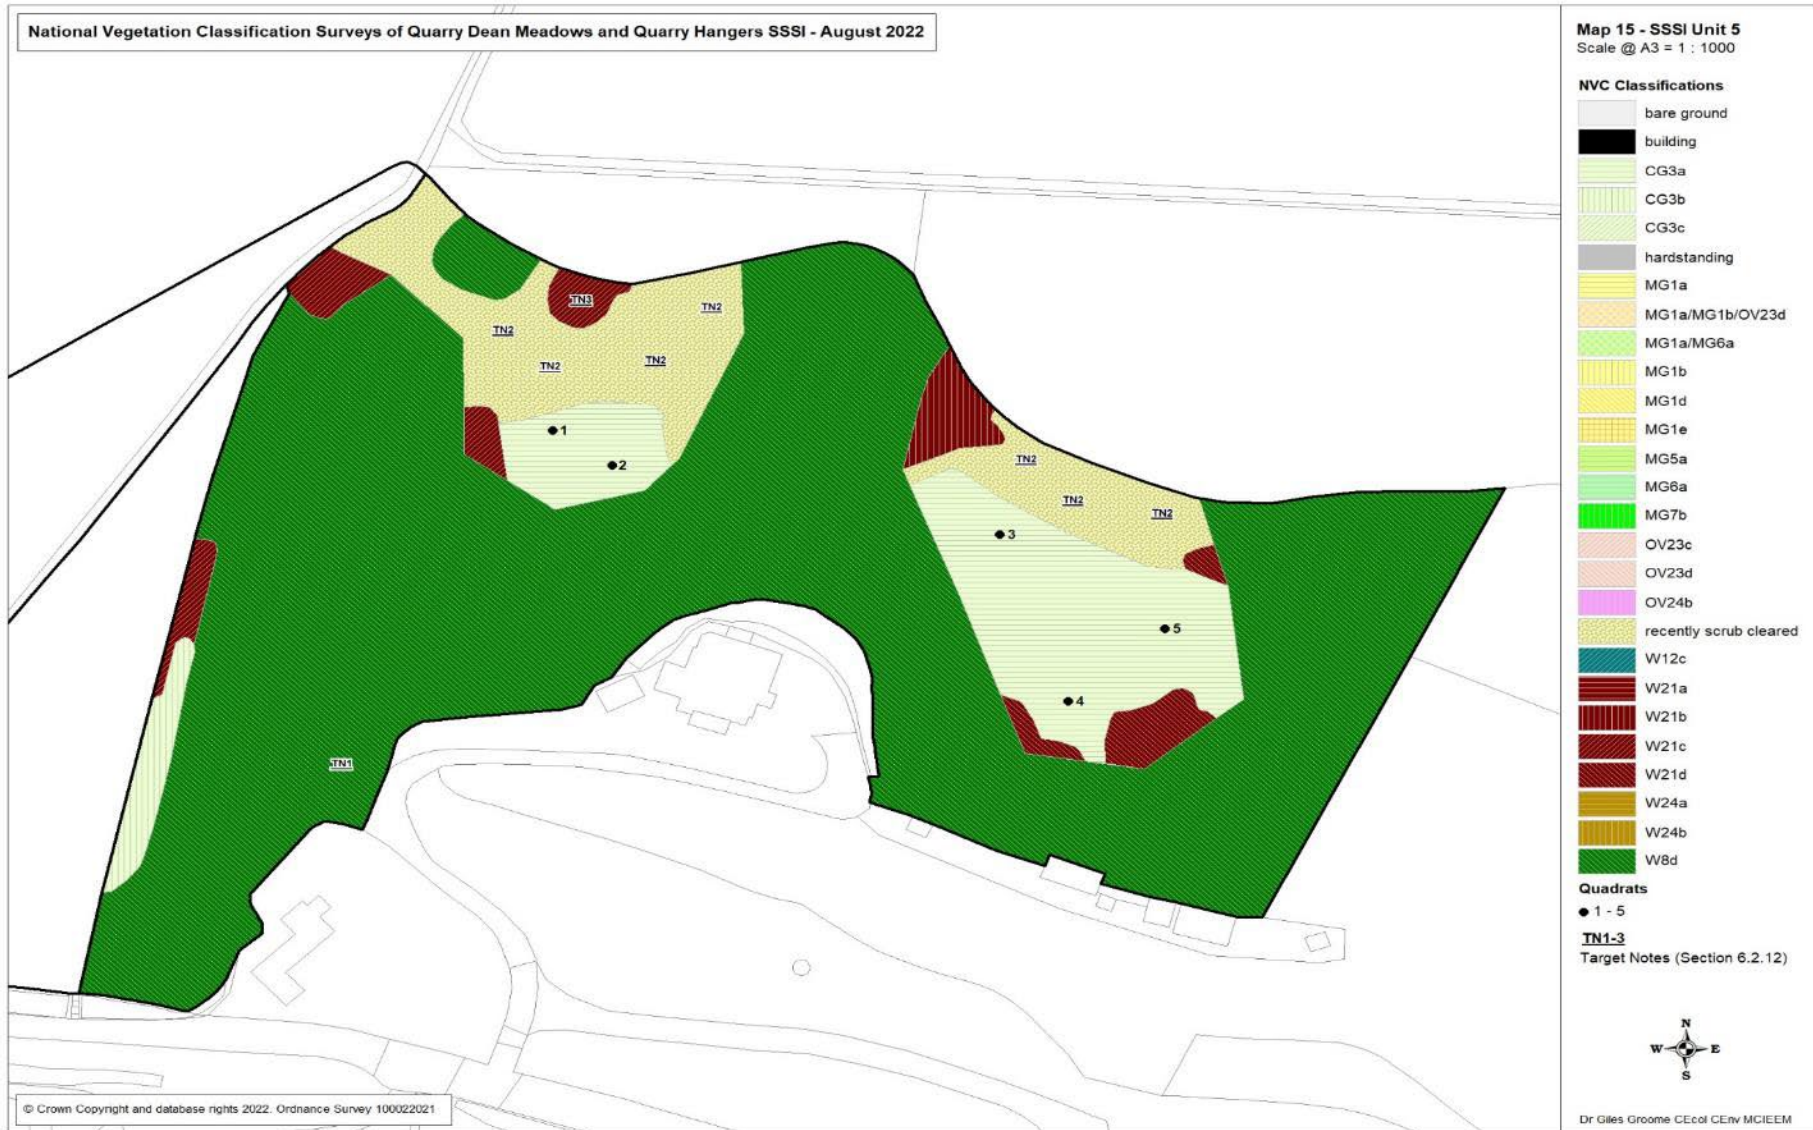 National Vegetation Classification Surveys of Quarry Dean Meadows and Quarry Hangers SSSI - August 2022
Map 15 - SSSI Unit 5
Scale @ A3 = 1 : 1000
NVC Classifications
bare ground
building
CG3a
CG3b
CG3c
hardstanding
MG1a
MG1a/MG1b/OV23d
MG1a/MG6a
MG1b
MG1d
MG1e
MG5a
MG6a
MG7b
OV23c
OV23d
OV24b
recently scrub cleared
W12c
W21a
W21b
W21c
W21d
W24a
W24b
W8d
Quadrats
1 - 5
TN1-3
Target Notes (Section 6.2.12)
N
W E
S
Dr Giles Groome CEcol CEnv MCIEEM
TN3
TN2
TN2
TN2
TN2
1
2
TN2
TN2
TN2
3
5
4
TN1
© Crown Copyright and database rights 2022. Ordnance Survey 100022021